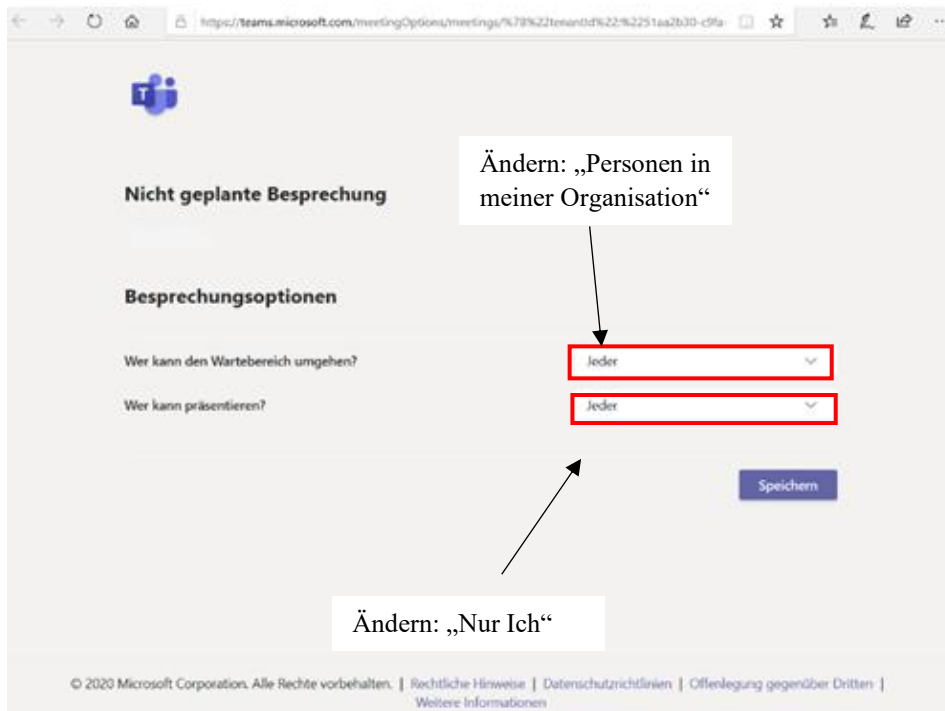 https://teams.microsoft.com/meetingOptions/meetings/%7B%22tenantId%22:%2251aa2b30-c9fa-
Ändern: „Personen in
meiner Organisation“
Nicht geplante Besprechung
Besprechungsoptionen
Wer kann den Wartebereich umgehen? Jeder
Wer kann präsentieren? Jeder
Speichern
Ändern: „Nur Ich“
© 2020 Microsoft Corporation. Alle Rechte vorbehalten. | Rechtliche Hinweise | Datenschutzrichtlinien | Offenlegung gegenüber Dritten |
Weitere Informationen